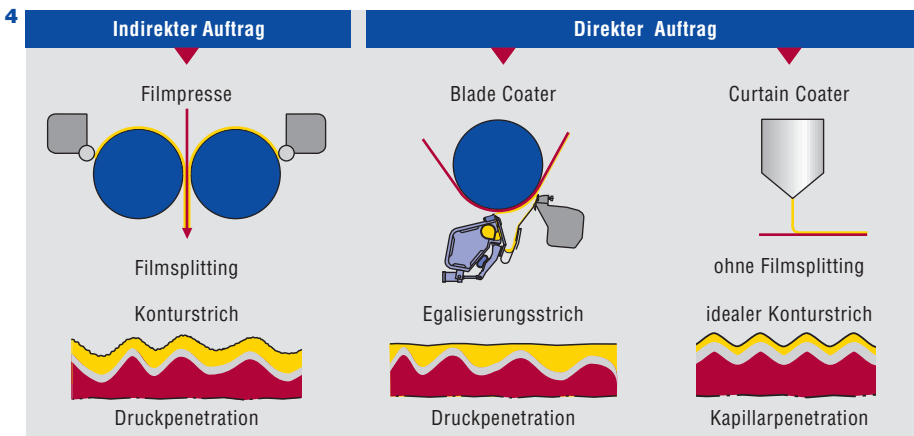 4
Indirekter Auftrag
Direkter Auftrag
Filmpresse
Blade Coater
Curtain Coater
Filmsplitting
ohne Filmsplitting
Konturstrich
Egalisierungsstrich
idealer Konturstrich
Druckpenetration
Druckpenetration
Kapillarpenetration